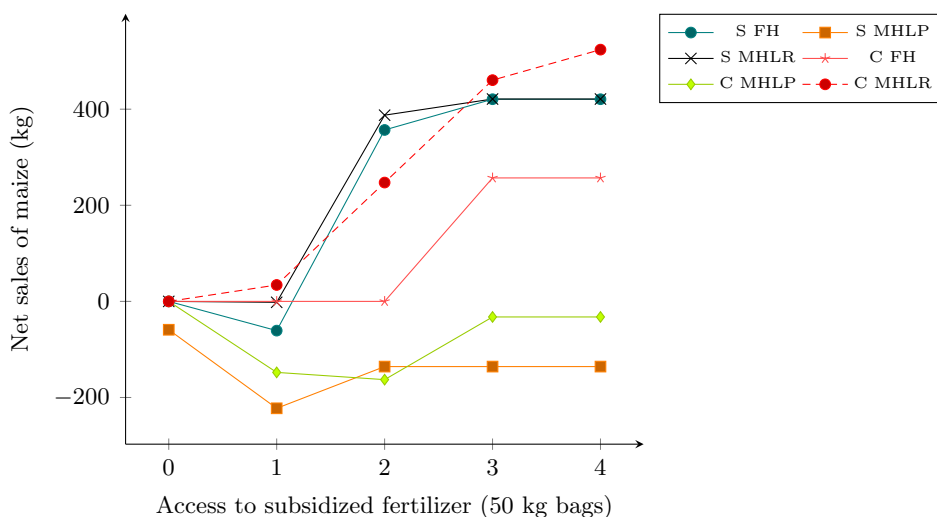 S FH S MHLP
S MHLR C FH
C MHLP C MHLR
Net sales of maize (kg)
400
200
0
−200
0 1 2 3 4
Access to subsidized fertilizer (50 kg bags)